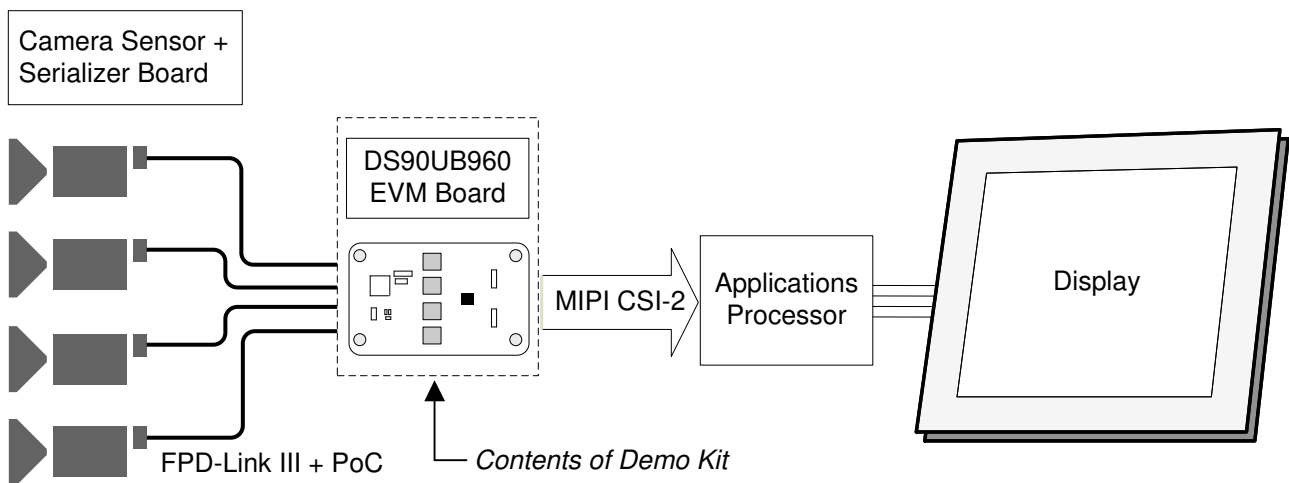 Camera Sensor +
Serializer Board
DS90UB960
EVM Board
MIPI CSI-2
Applications
Processor
Display
FPD-Link III + PoC
Contents of Demo Kit